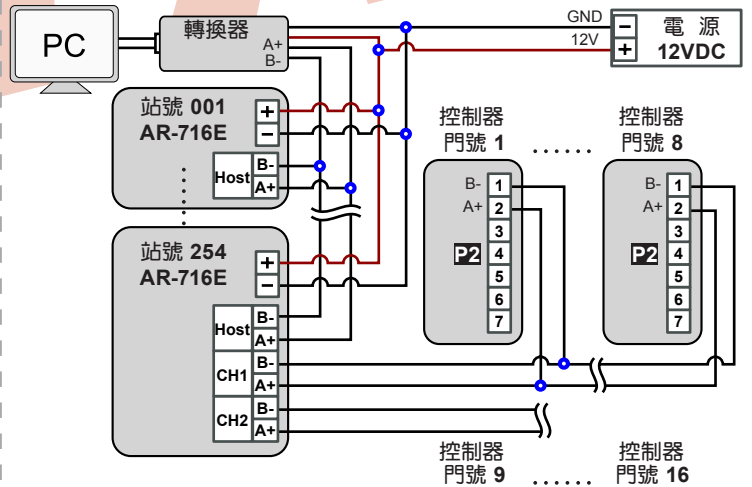 PC
轉換器
A+
B-
GND
12V
電 源
12VDC
站號 001
AR-716E
Host
B-
A+
控制器
門號 1
......
控制器
門號 8
B-
A+
P2
1
2
3
4
5
6
7
B-
A+
P2
1
2
3
4
5
6
7
站號 254
AR-716E
Host
B-
A+
CH1
B-
A+
CH2
B-
A+
控制器
門號 9
......
控制器
門號 16